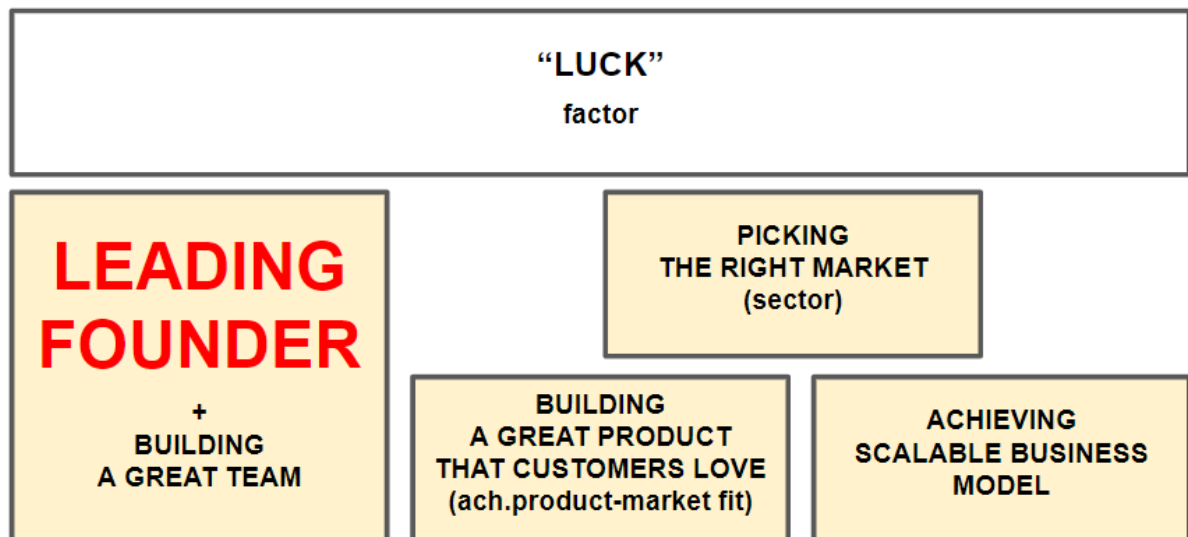 “LUCK”
factor
LEADING
FOUNDER
+
BUILDING
A GREAT TEAM
PICKING
THE RIGHT MARKET
(sector)
BUILDING
A GREAT PRODUCT
THAT CUSTOMERS LOVE
(ach.product-market fit)
ACHIEVING
SCALABLE BUSINESS
MODEL